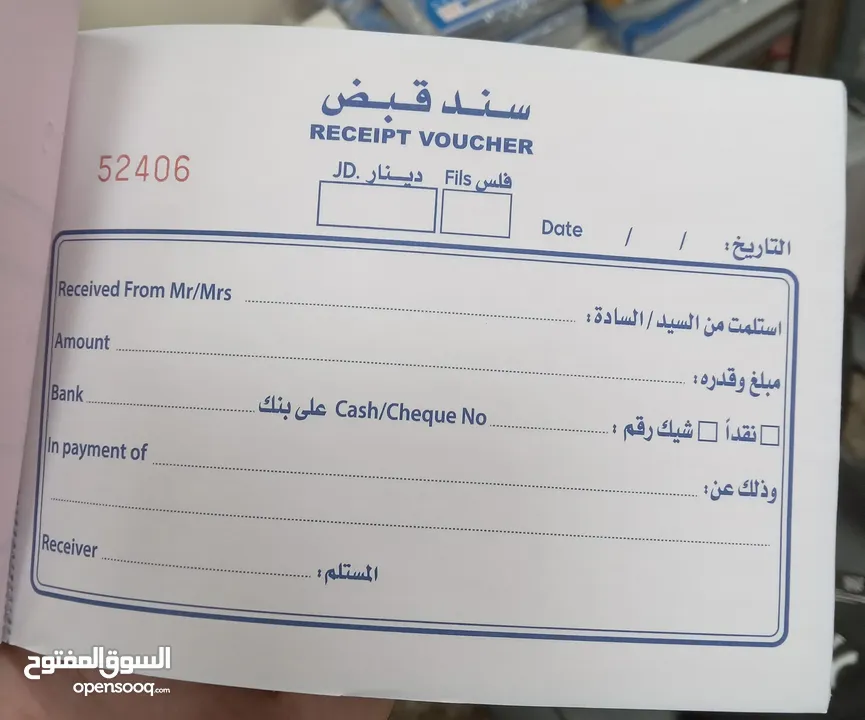 سند قبض
RECEIPT VOUCHER
52406
JD. دينار Fils فلس
Date / / التاريخ:
Received From Mr/Mrs استلمت من السيد/السادة:
Amount مبلغ وقدره:
Bank على بنك Cash/Cheque No نقداً شيك رقم:
In payment of وذلك عن:
Receiver المستلم:
السوق المفتوح
opensooq.com